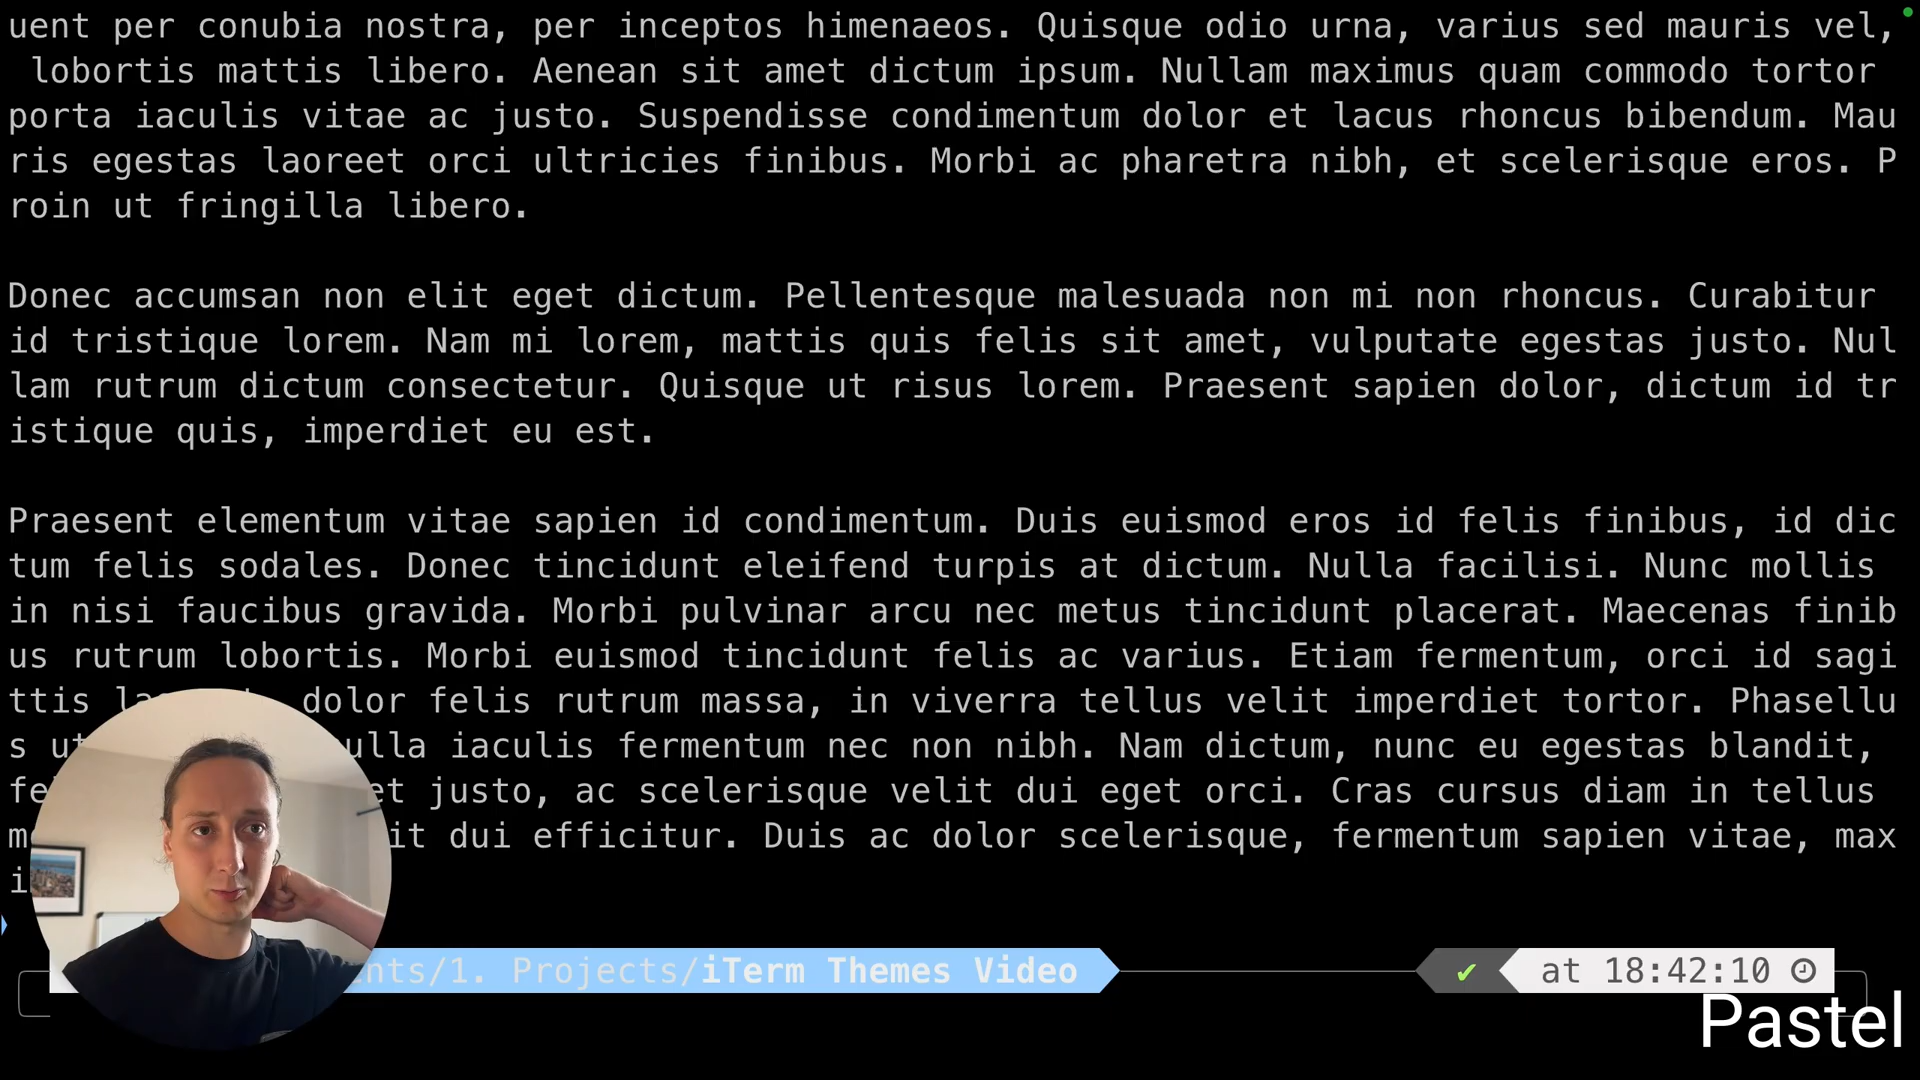 uent per conubia nostra, per inceptos himenaeos. Quisque odio urna, varius sed mauris vel,
lobortis mattis libero. Aenean sit amet dictum ipsum. Nullam maximus quam commodo tortor
porta iaculis vitae ac justo. Suspendisse condimentum dolor et lacus rhoncus bibendum. Mau
ris egestas laoreet orci ultricies finibus. Morbi ac pharetra nibh, et scelerisque eros. P
roin ut fringilla libero.
Donec accumsan non elit eget dictum. Pellentesque malesuada non mi non rhoncus. Curabitur
id tristique lorem. Nam mi lorem, mattis quis felis sit amet, vulputate egestas justo. Nul
lam rutrum dictum consectetur. Quisque ut risus lorem. Praesent sapien dolor, dictum id tr
istique quis, imperdiet eu est.
Praesent elementum vitae sapien id condimentum. Duis euismod eros id felis finibus, id dic
tum felis sodales. Donec tincidunt eleifend turpis at dictum. Nulla facilisi. Nunc mollis
in nisi faucibus gravida. Morbi pulvinar arcu nec metus tincidunt placerat. Maecenas finib
us rutrum lobortis. Morbi euismod tincidunt felis ac varius. Etiam fermentum, orci id sagi
ttis dolor felis rutrum massa, in viverra tellus velit imperdiet tortor. Phasellu
s ulla iaculis fermentum nec non nibh. Nam dictum, nunc eu egestas blandit,
et justo, ac scelerisque velit dui eget orci. Cras cursus diam in tellus
it dui efficitur. Duis ac dolor scelerisque, fermentum sapien vitae, max
i
nts/1. Projects/iTerm Themes Video ✔ at 18:42:10
Pastel